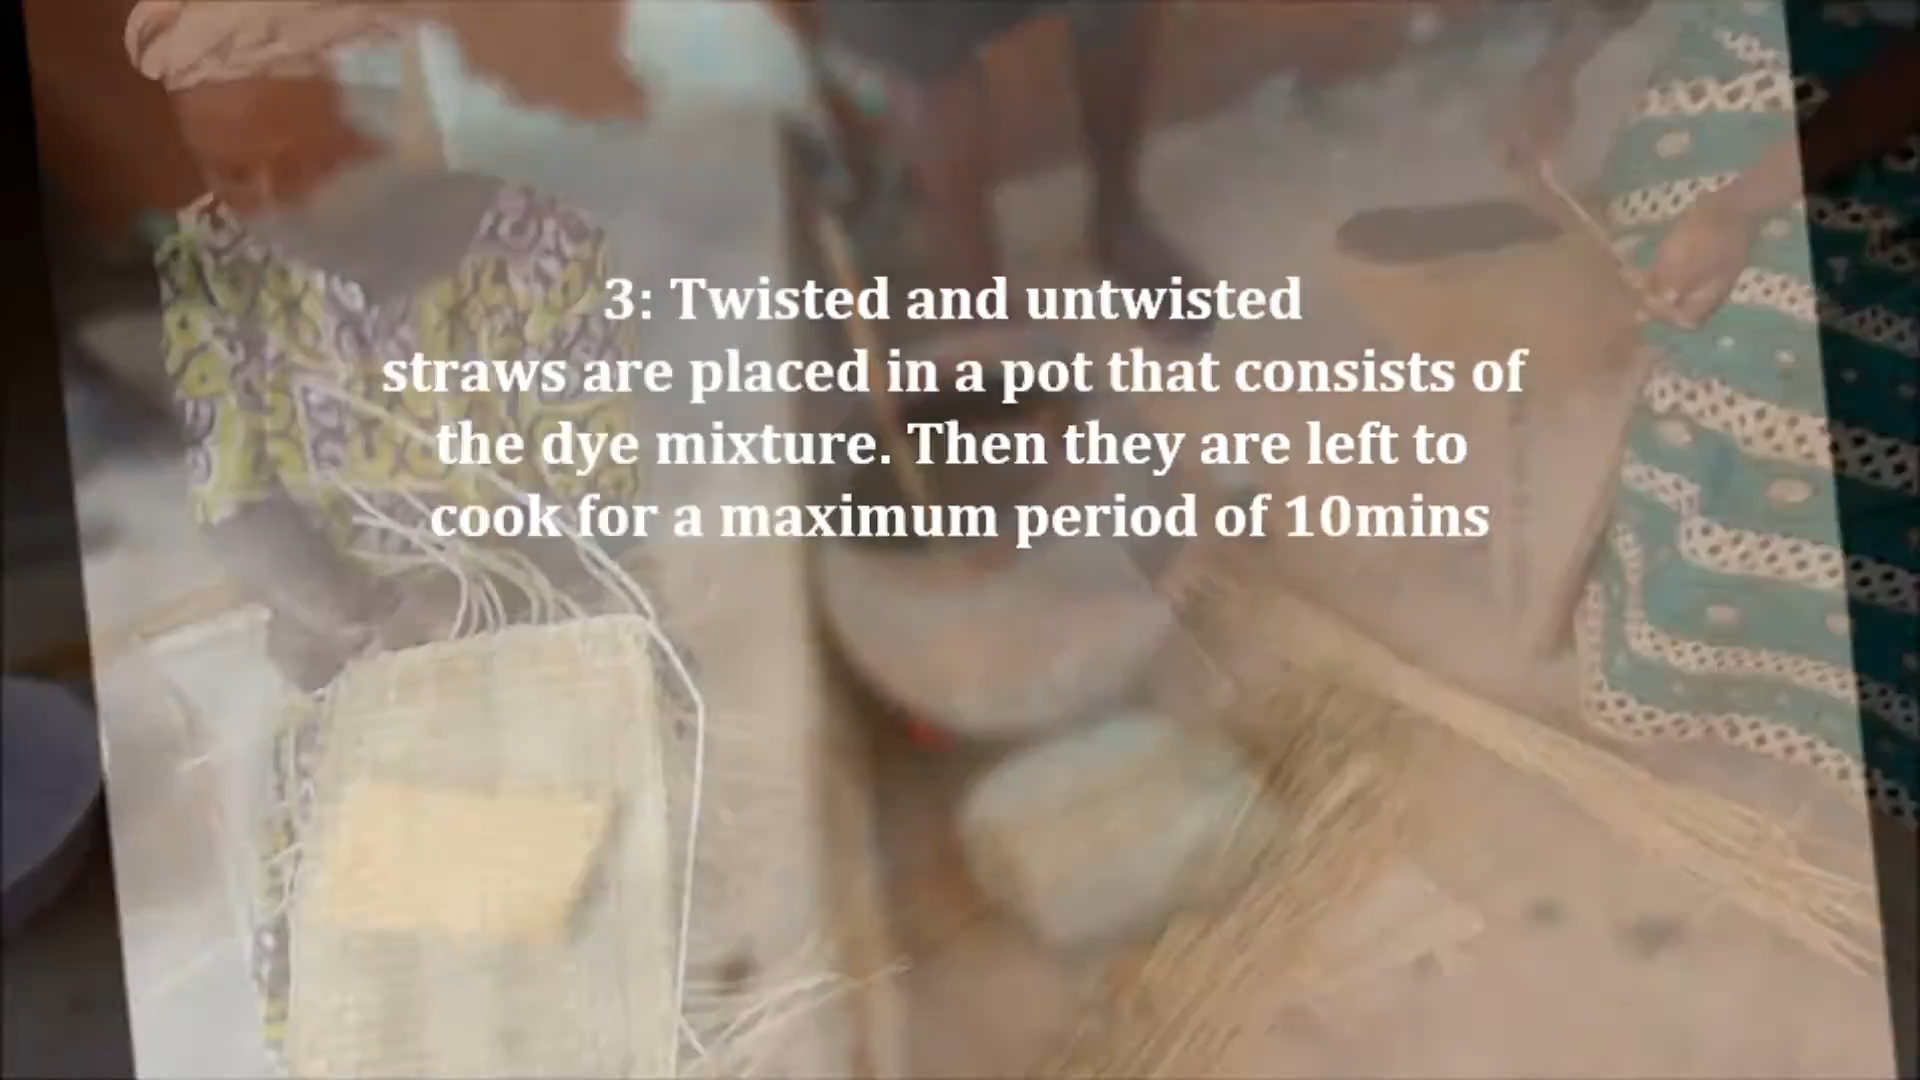 3: Twisted and untwisted
straws are placed in a pot that consists of
the dye mixture. Then they are left to
cook for a maximum period of 10mins